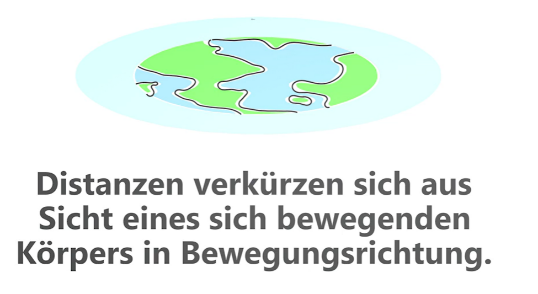 Distanzen verkürzen sich aus
Sicht eines sich bewegenden
Körpers in Bewegungsrichtung.